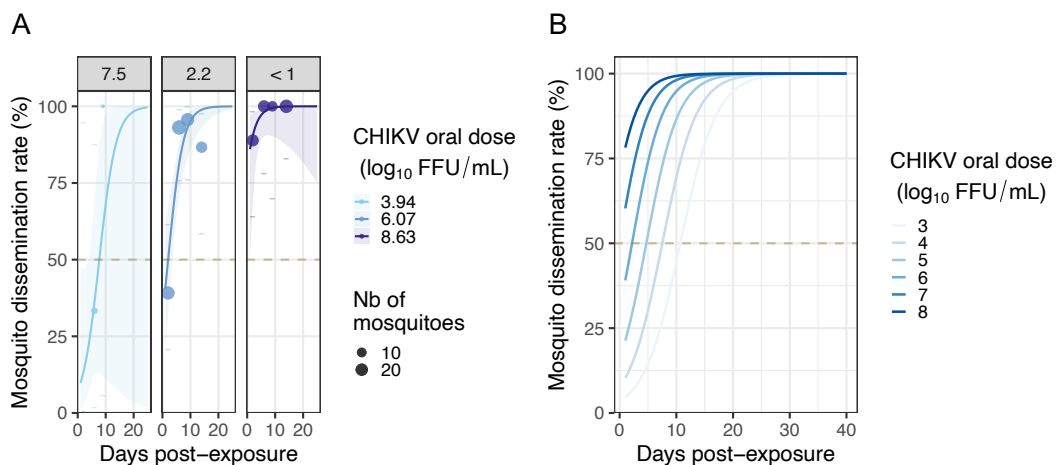 A
7.5 2.2 < 1
Mosquito dissemination rate (%)
100
75
50
25
0
0 10 20 0 10 20 0 10 20
Days post−exposure
CHIKV oral dose
(log10 FFU/mL)
3.94
6.07
8.63
Nb of
mosquitoes
10
20
B
Mosquito dissemination rate (%)
100
75
50
25
0
0 10 20 30 40
Days post−exposure
CHIKV oral dose
(log10 FFU/mL)
3
4
5
6
7
8